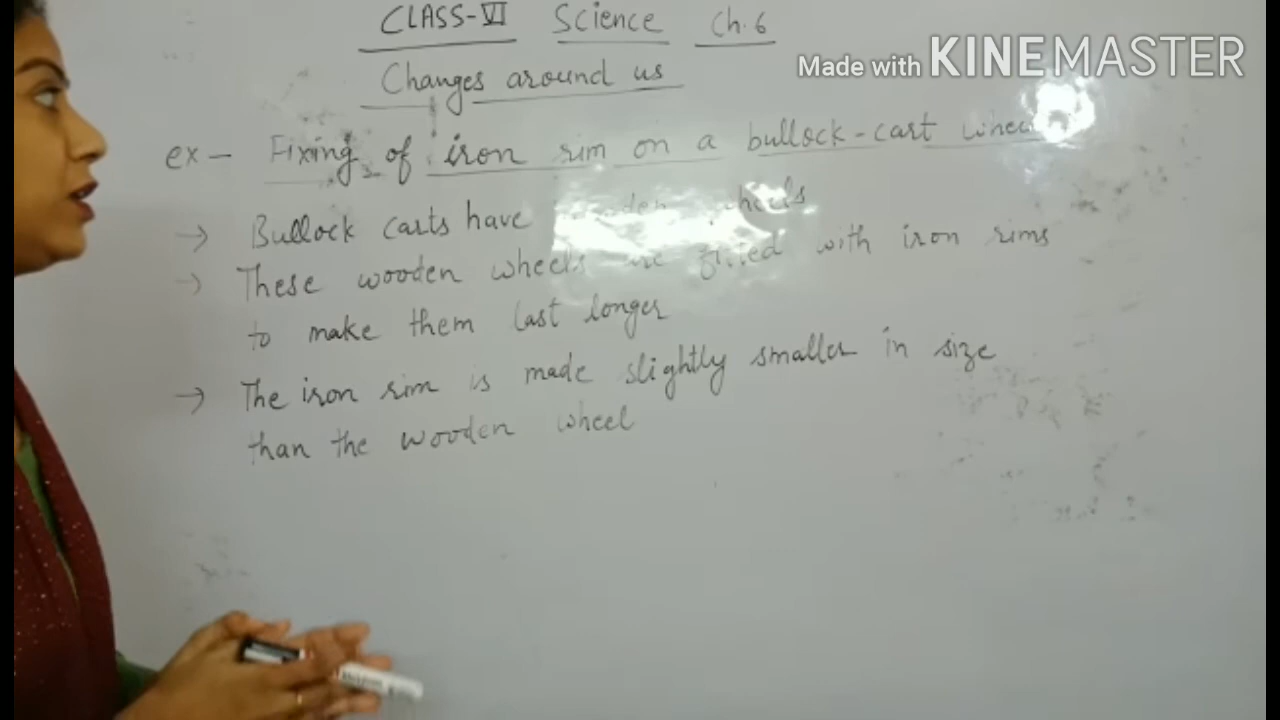 CLASS-VI Science Ch.6
Made with KINEMASTER
Changes around us
ex- Fixing of iron rim on a bullock-cart wheel
→ Bullock carts have wooden wheels
→ These wooden wheels are fitted with iron rims
to make them last longer
→ The iron rim is made slightly smaller in size
than the wooden wheel